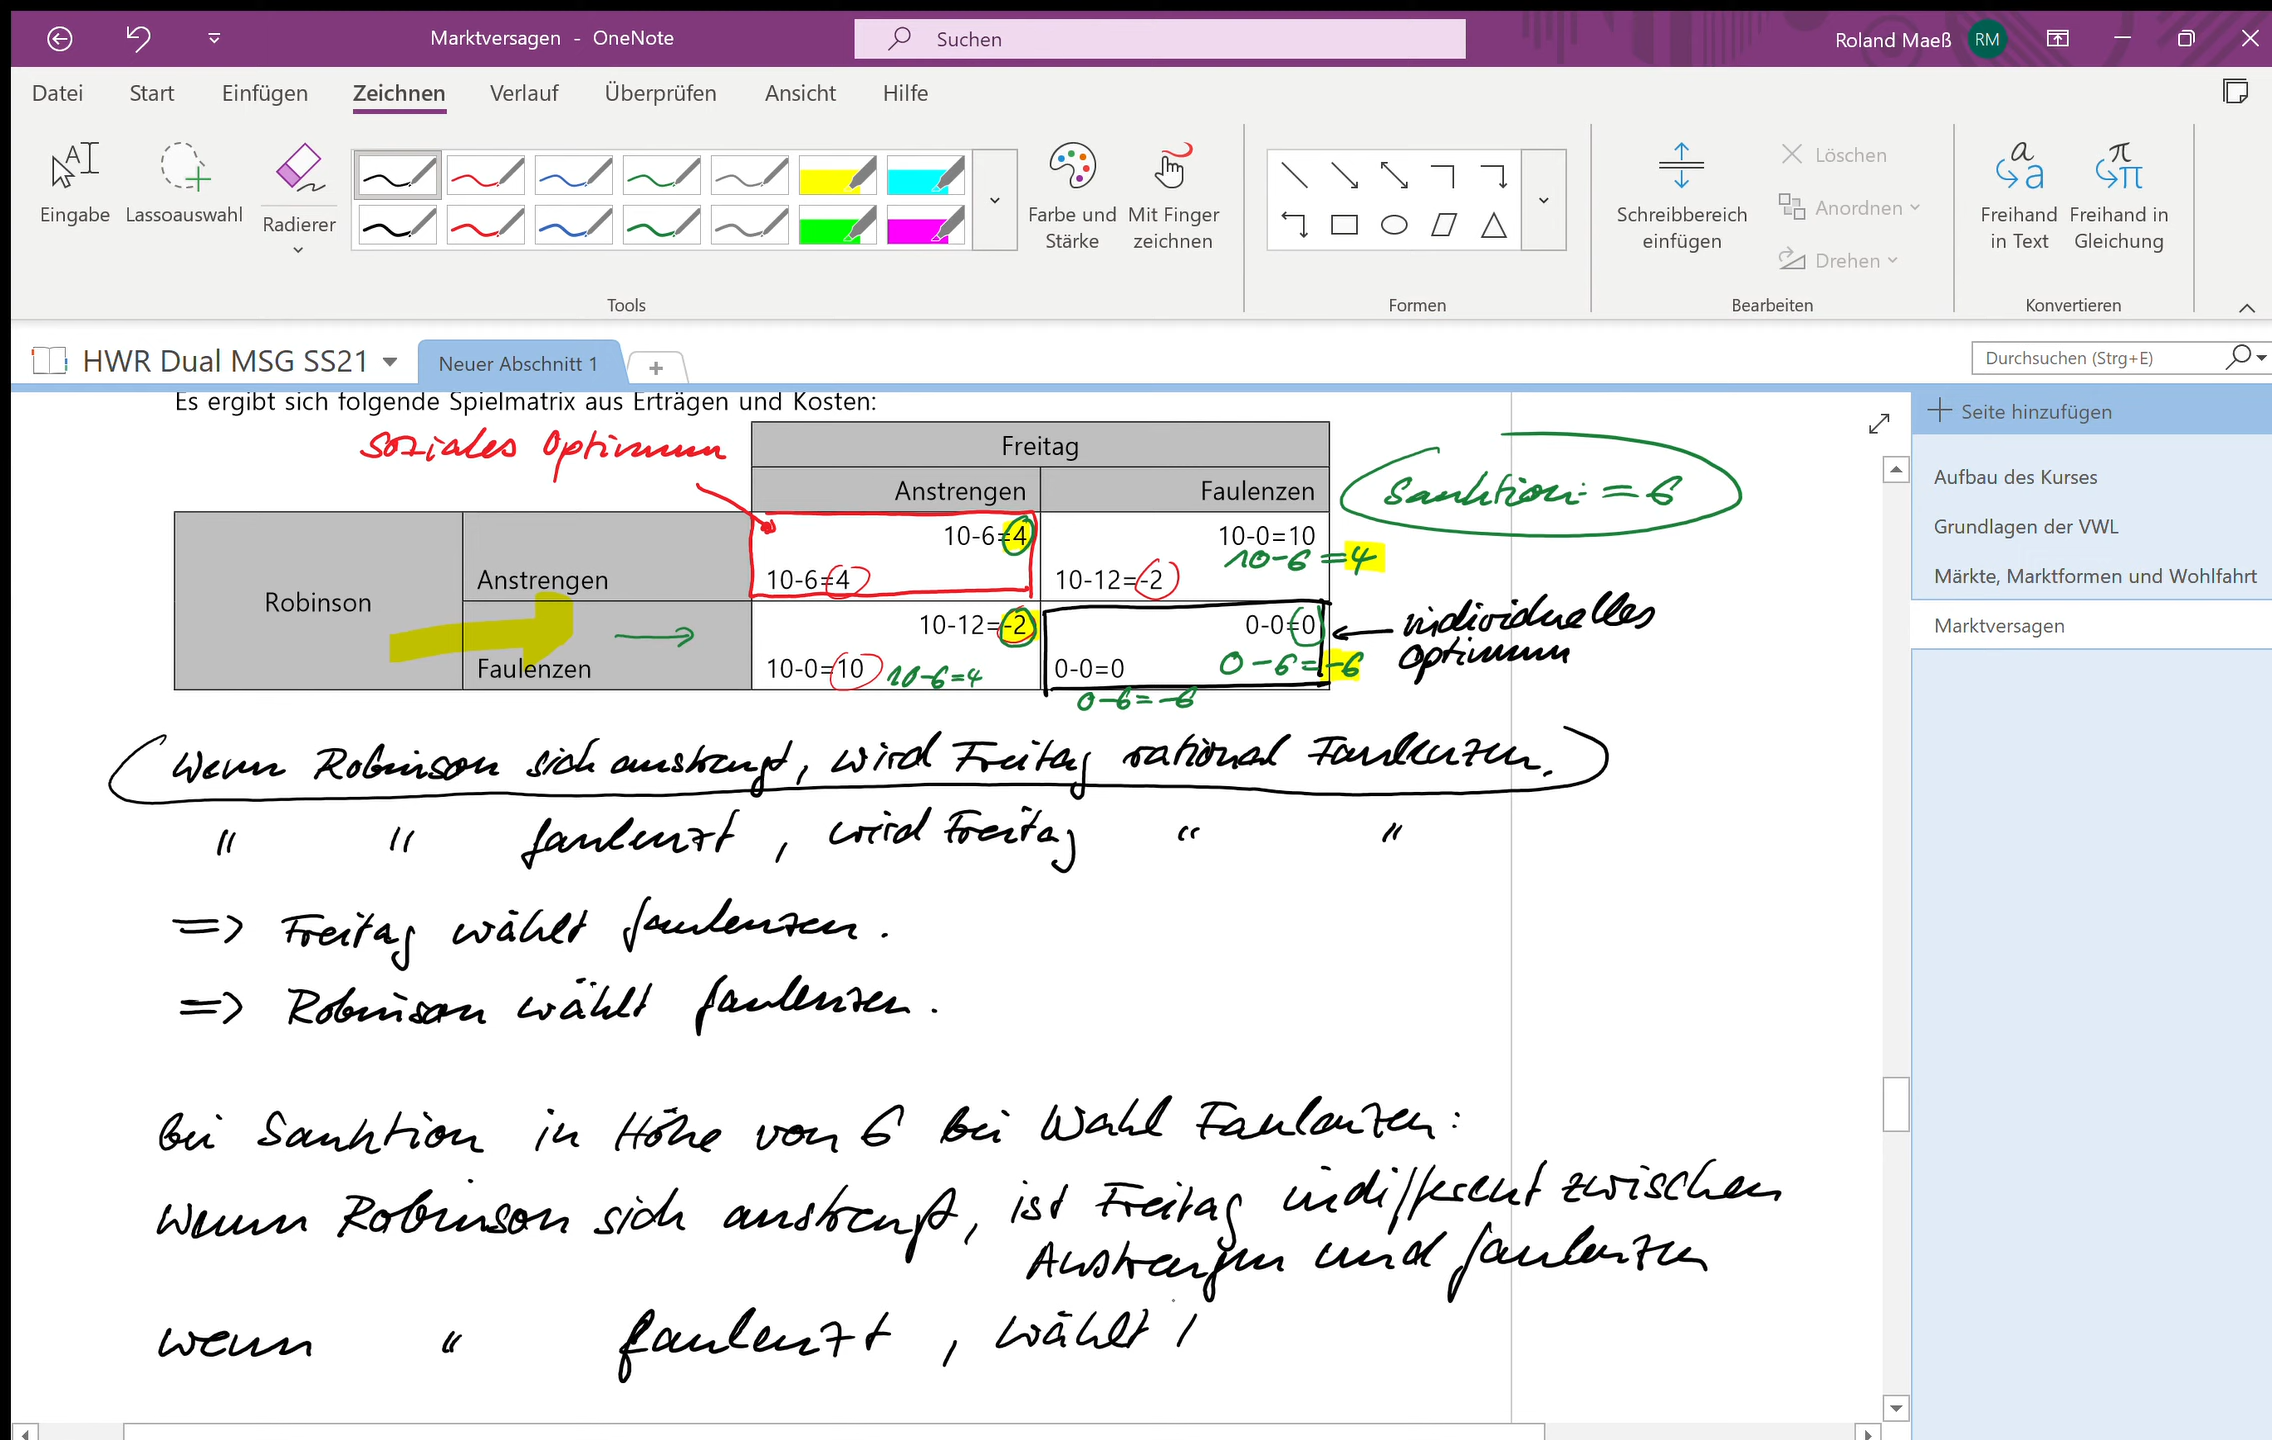 Marktversagen - OneNote
Suchen
Roland Maeß RM
Datei Start Einfügen Zeichnen Verlauf Überprüfen Ansicht Hilfe
Eingabe Lassoauswahl Radierer
Farbe und Stärke
Mit Finger zeichnen
Schreibbereich einfügen
Löschen
Anordnen
Drehen
Freihand in Text
Freihand in Gleichung
Tools Formen Bearbeiten Konvertieren
HWR Dual MSG SS21 Neuer Abschnitt 1 +
Durchsuchen (Strg+E)
Seite hinzufügen
Aufbau des Kurses
Grundlagen der VWL
Märkte, Marktformen und Wohlfahrt
Marktversagen
Es ergibt sich folgende Spielmatrix aus Erträgen und Kosten:
soziales Optimum
Freitag
Anstrengen Faulenzen
Sanktion: = 6
Robinson
Anstrengen
10-6=4
10-6=4
10-0=10
10-6=4
10-12=-2
Faulenzen
10-12=-2
10-0=10 10-6=4
0-0=0
0-6=-6
0-0=0
0-6=-6
individuelles Optimum
Wenn Robinson sich anstrengt, wird Freitag rational Faulenzen.
" " faulenzt, wird Freitag " "
=> Freitag wählt faulenzen.
=> Robinson wählt faulenzen.
Bei Sanktion in Höhe von 6 bei Wahl Faulenzen:
Wenn Robinson sich anstrengt, ist Freitag indifferent zwischen
Anstrengen und faulenzen
wenn " faulenzt, wählt